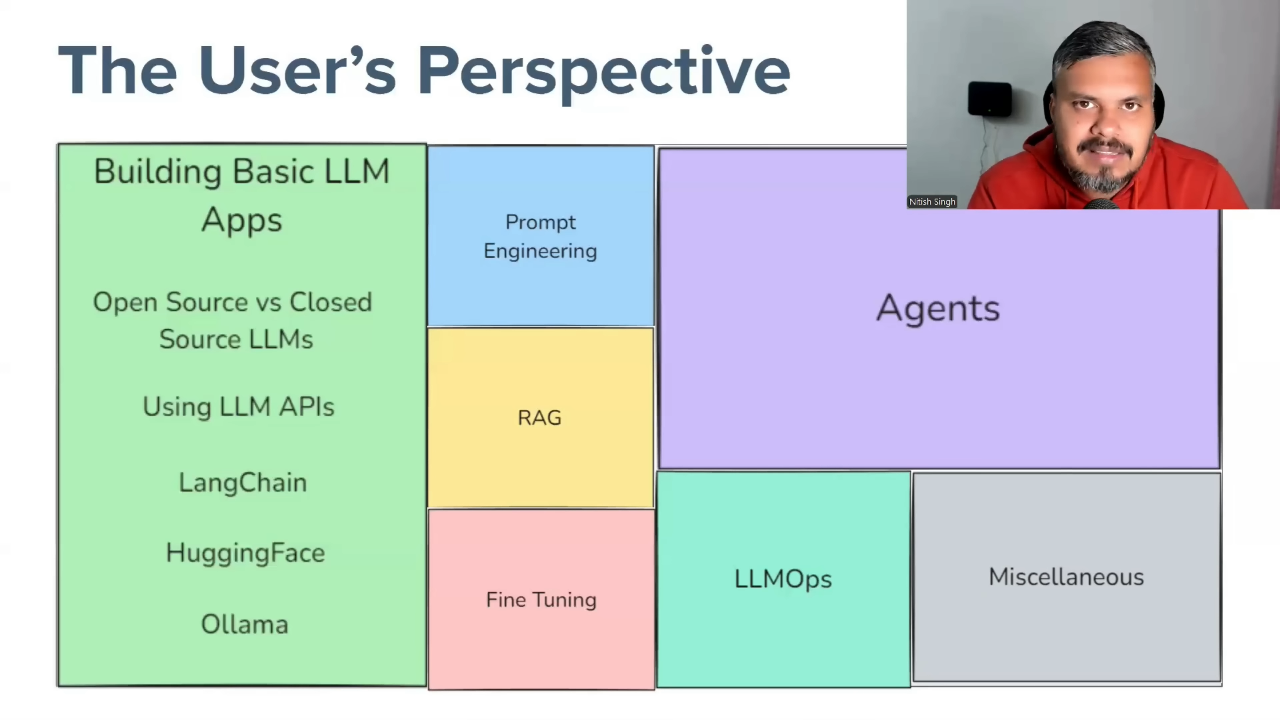 The User’s Perspective
Nitish Singh
Building Basic LLM
Apps
Open Source vs Closed
Source LLMs
Using LLM APIs
LangChain
HuggingFace
Ollama
Prompt
Engineering
RAG
Fine Tuning
Agents
LLMOps
Miscellaneous